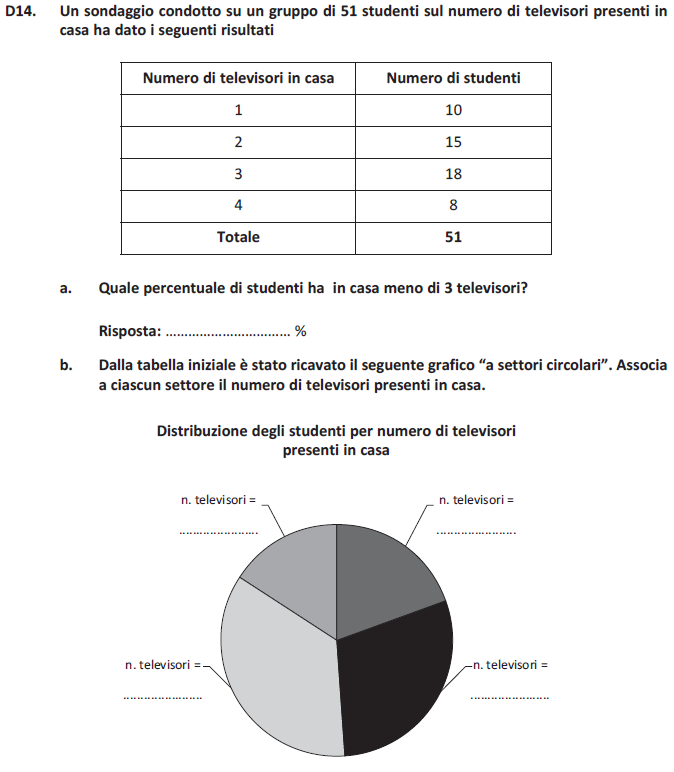 D14. Un sondaggio condotto su un gruppo di 51 studenti sul numero di televisori presenti in
casa ha dato i seguenti risultati
Numero di televisori in casa Numero di studenti
1 10
2 15
3 18
4 8
Totale 51
a. Quale percentuale di studenti ha in casa meno di 3 televisori?
Risposta: ................................ %
b. Dalla tabella iniziale è stato ricavato il seguente grafico “a settori circolari”. Associa
a ciascun settore il numero di televisori presenti in casa.
Distribuzione degli studenti per numero di televisori
presenti in casa
n. televisori = n. televisori =
....................... .......................
n. televisori = n. televisori =
....................... .......................